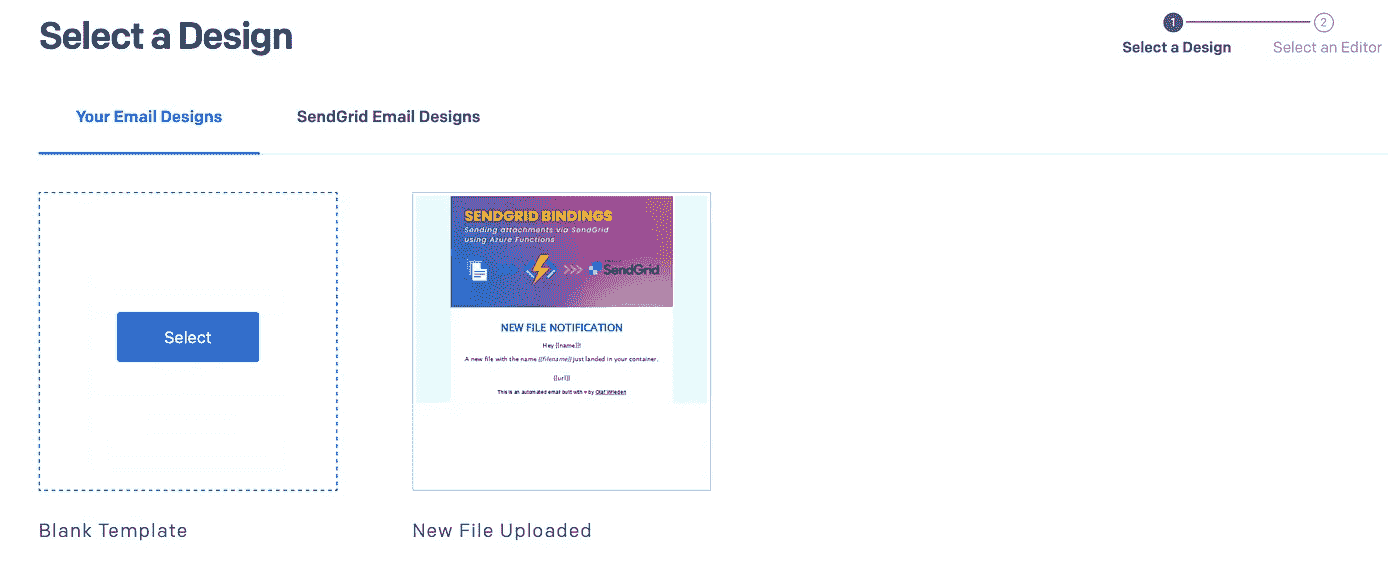 Select a Design
1
2
Select a Design
Select an Editor
Your Email Designs
SendGrid Email Designs
SENDGRID BINDINGS
Sending attachments via SendGrid
using Azure Functions
SendGrid
NEW FILE NOTIFICATION
Hey {{name}}!
A new file with the name {{filename}} just landed in your container.
{{url}}
This is an automated email built with ♥ by Olaf Wrieden
Select
Blank Template
New File Uploaded